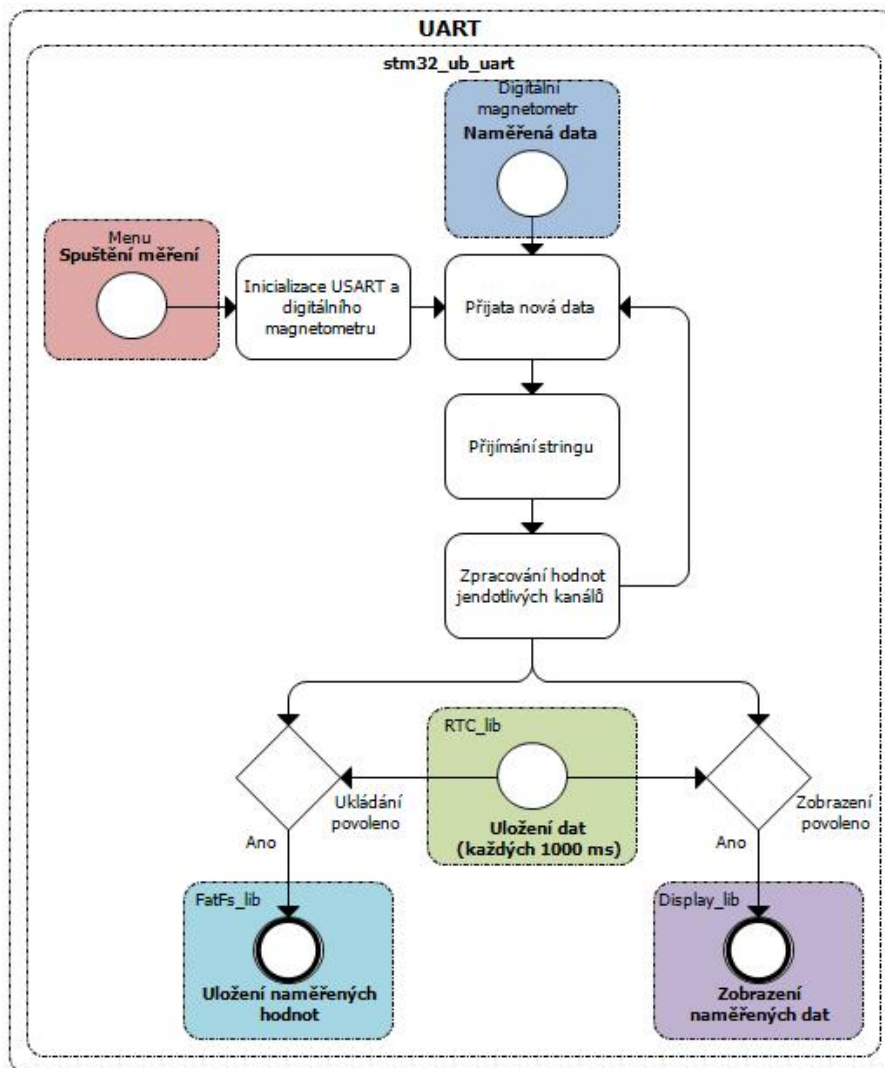 UART
stm32_ub_uart
Digitální
magnetometr
Naměřená data
Menu
Spuštění měření
Inicializace USART a
digitálního
magnetometru
Přijata nová data
Přijímání stringu
Zpracování hodnot
jendotlivých kanálů
RTC_lib
Ukládání
povoleno
Zobrazení
povoleno
Uložení dat
(každých 1000 ms)
Ano
Ano
FatFs_lib
Uložení naměřených
hodnot
Display_lib
Zobrazení
naměřených dat